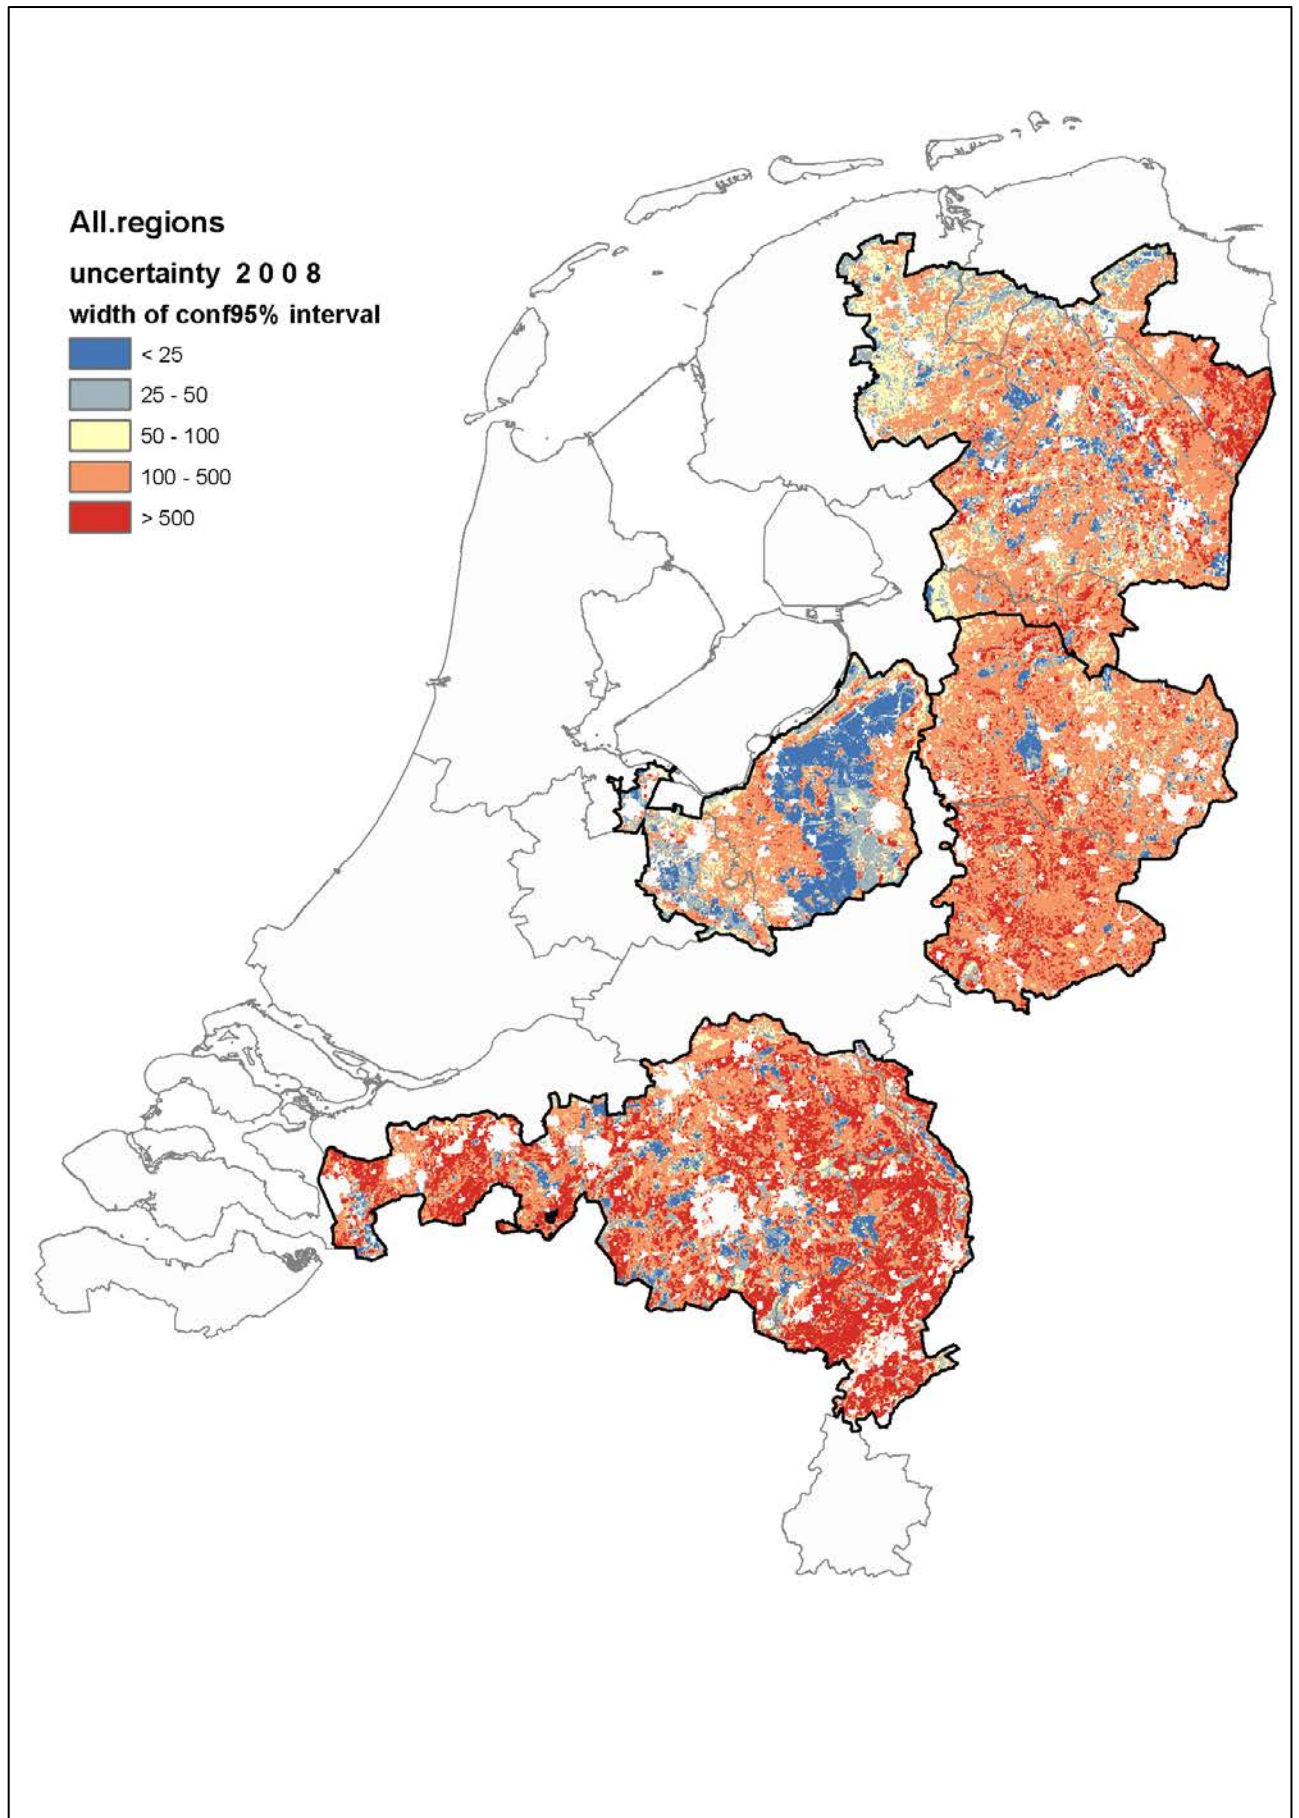 All.regions
uncertainty 2 0 0 8
width of conf95% interval
< 25
25 - 50
50 - 100
100 - 500
> 500